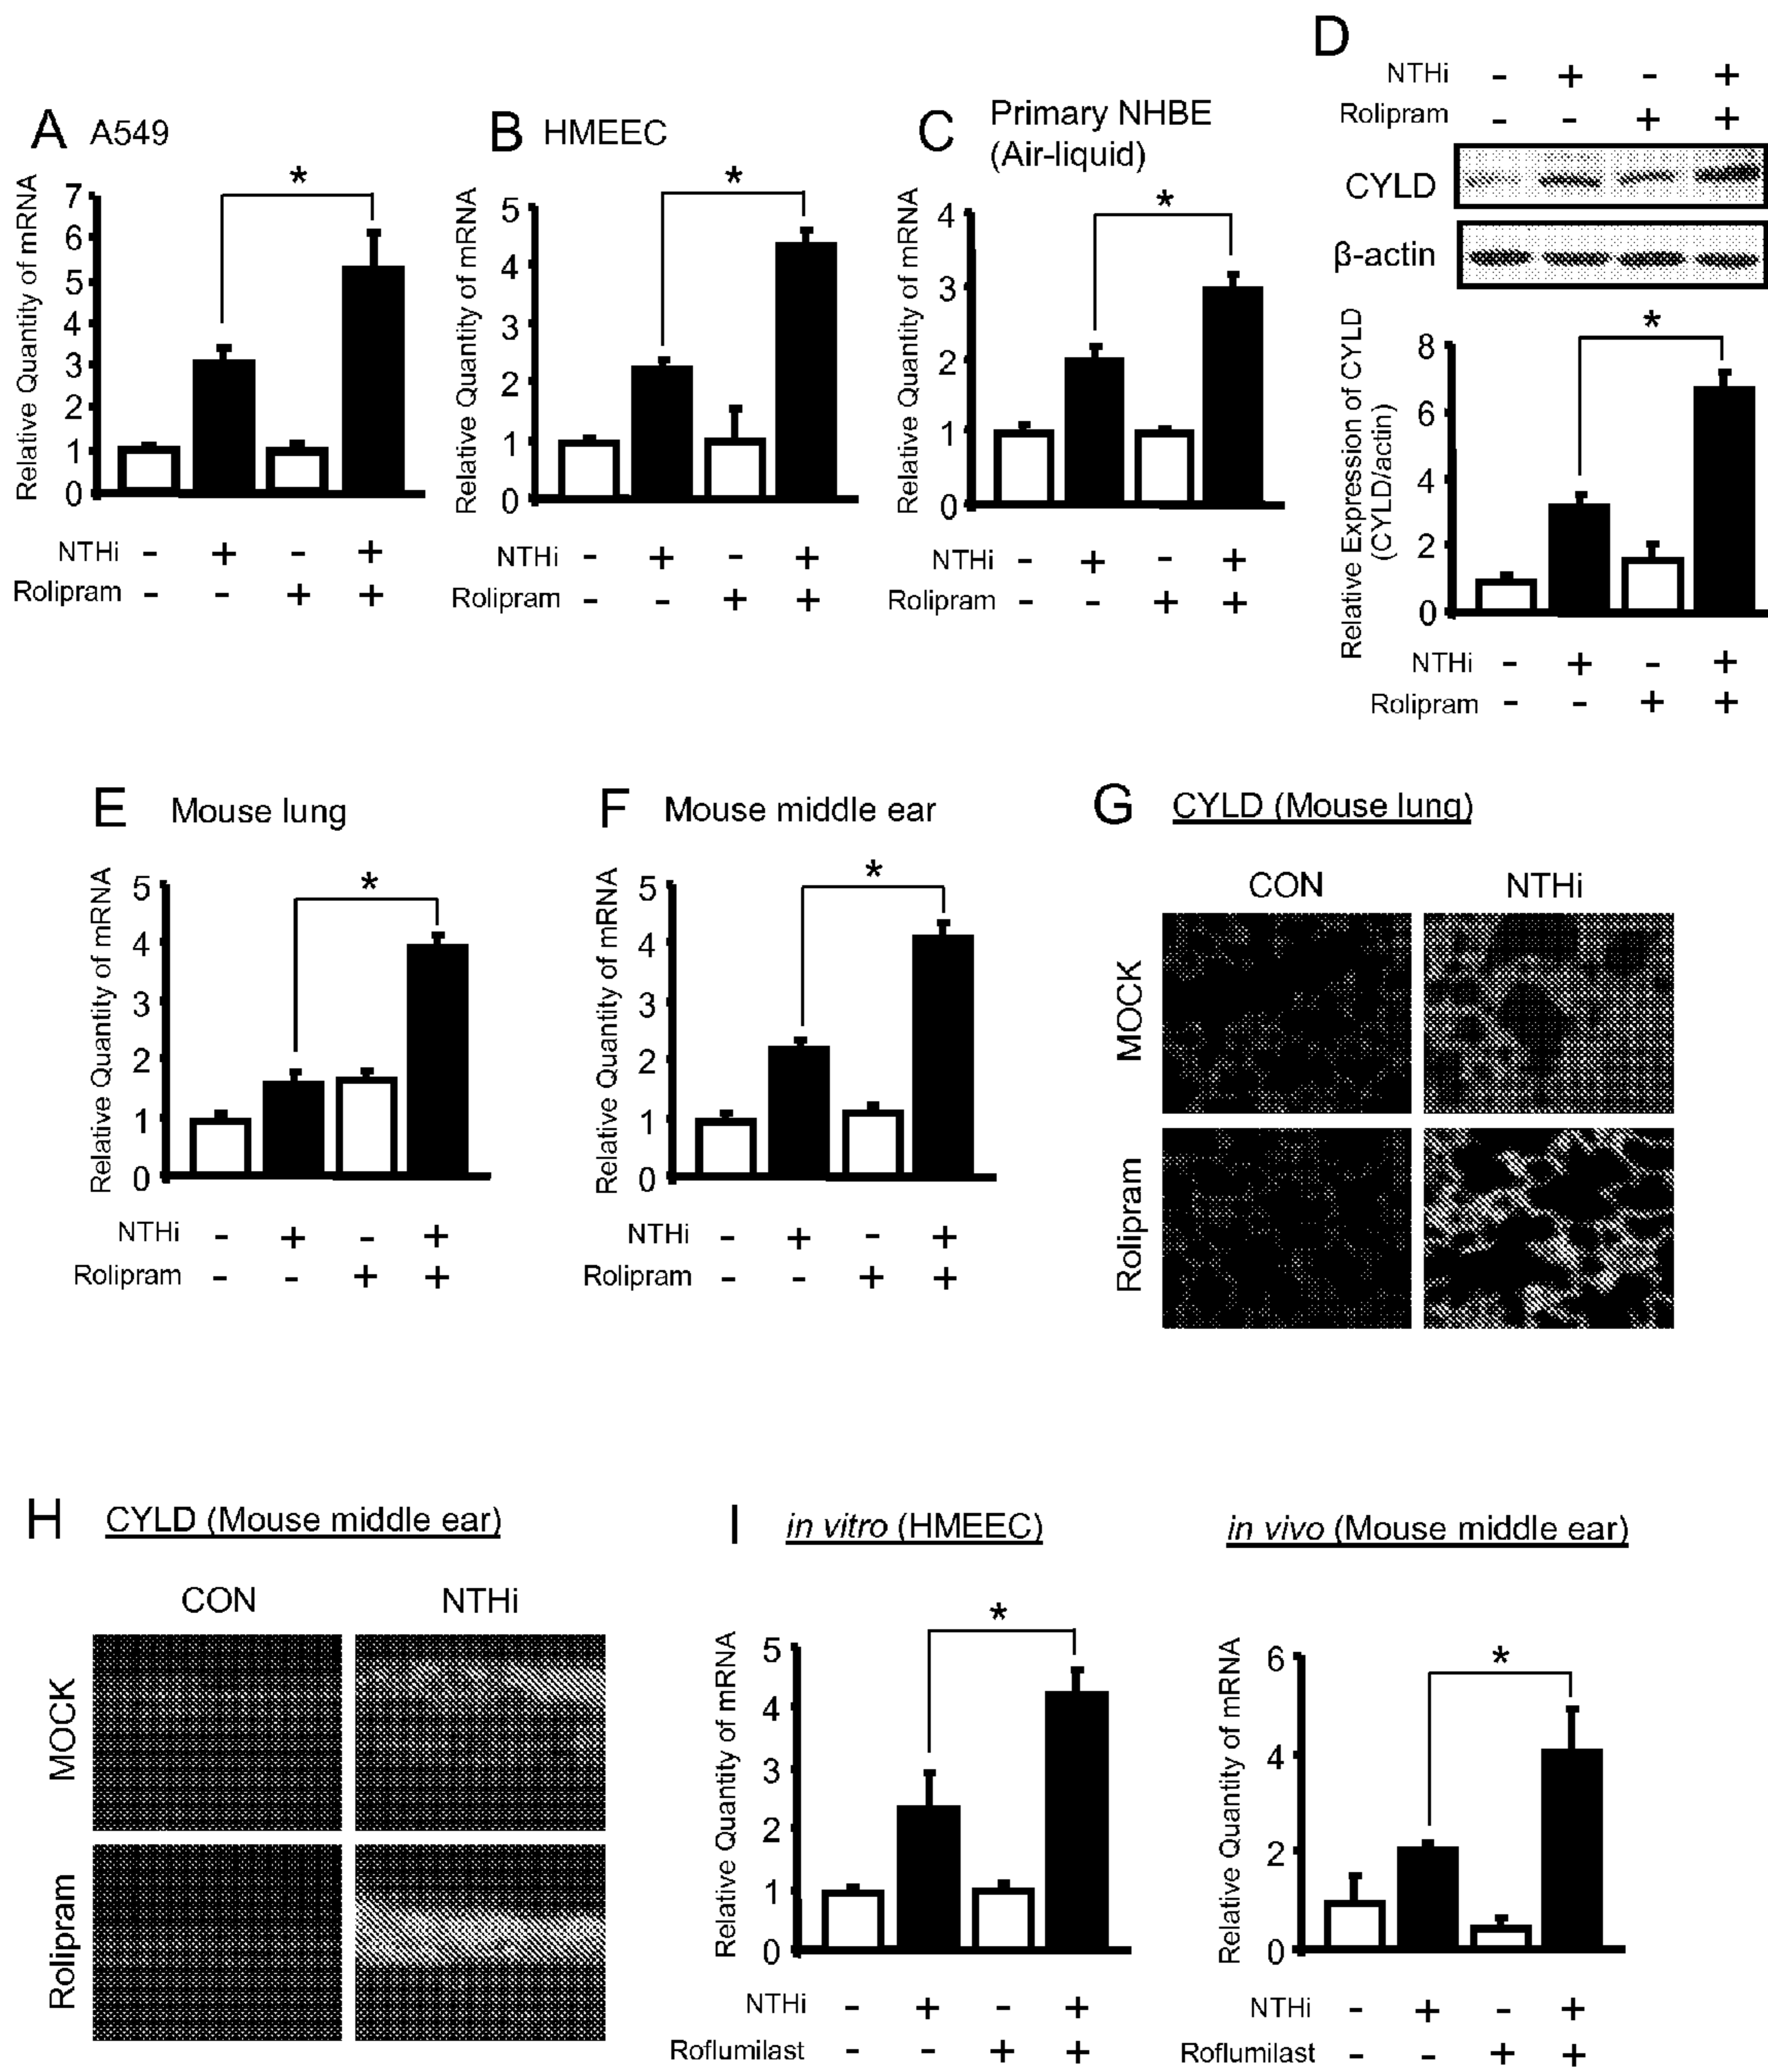 A A549
Relative Quantity of mRNA
*
7
6
5
4
3
2
1
0
NTHi - + - +
Rolipram - - + +
B HMEEC
Relative Quantity of mRNA
*
5
4
3
2
1
0
NTHi - + - +
Rolipram - - + +
C Primary NHBE
(Air-liquid)
Relative Quantity of mRNA
*
4
3
2
1
0
NTHi - + - +
Rolipram - - + +
D
NTHi - + - +
Rolipram - - + +
CYLD
β-actin
Relative Expression of CYLD
(CYLD/actin)
*
8
6
4
2
0
NTHi - + - +
Rolipram - - + +
E Mouse lung
Relative Quantity of mRNA
*
5
4
3
2
1
0
NTHi - + - +
Rolipram - - + +
F Mouse middle ear
Relative Quantity of mRNA
*
5
4
3
2
1
0
NTHi - + - +
Rolipram - - + +
G CYLD (Mouse lung)
CON NTHi
MOCK
Rolipram
H CYLD (Mouse middle ear)
CON NTHi
MOCK
Rolipram
I in vitro (HMEEC)
Relative Quantity of mRNA
*
5
4
3
2
1
0
NTHi - + - +
Roflumilast - - + +
in vivo (Mouse middle ear)
Relative Quantity of mRNA
*
6
4
2
0
NTHi - + - +
Roflumilast - - + +